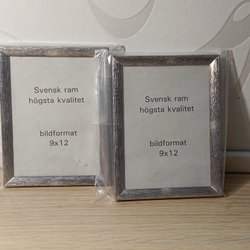 Svensk ram
högsta kvalitet
bildformat
9x12
Svensk ram
högsta kvalitet
bildformat
9x12